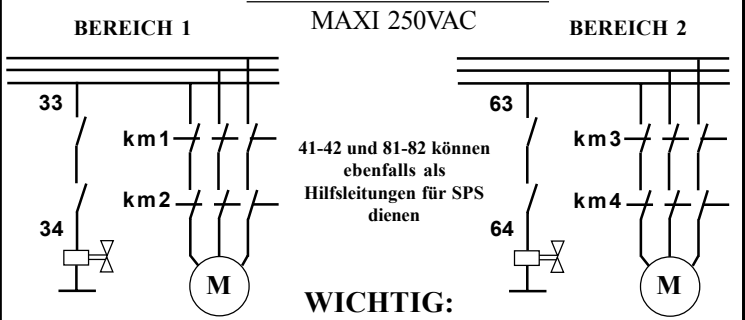 MAXI 250VAC
BEREICH 1
BEREICH 2
33
km1
km2
34
M
41-42 und 81-82 können
ebenfalls als
Hilfsleitungen für SPS
dienen
63
km3
km4
64
M
WICHTIG: